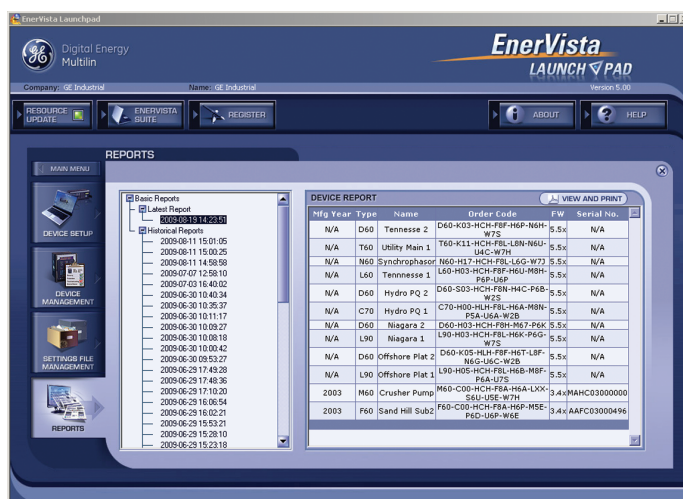 EnerVista Launchpad
Digital Energy
Multilin
EnerVista
LAUNCH PAD
Company: GE Industrial
Name: GE Industrial
Version 5.00
RESOURCE UPDATE
ENERVISTA SUITE
REGISTER
ABOUT
HELP
REPORTS
MAIN MENU
DEVICE SETUP
DEVICE MANAGEMENT
SETTINGS FILE MANAGEMENT
REPORTS
Basic Reports
Latest Report
2009-08-19 14:23:51
Historical Reports
2009-08-11 15:01:05
2009-08-11 15:00:25
2009-08-11 14:58:58
2009-07-07 12:58:10
2009-07-03 16:40:02
2009-06-30 10:40:34
2009-06-30 10:35:37
2009-06-30 10:11:17
2009-06-30 10:09:27
2009-06-30 10:08:18
2009-06-30 10:00:42
2009-06-30 09:53:27
2009-06-29 17:49:28
2009-06-29 17:48:36
2009-06-29 17:10:20
2009-06-29 16:06:54
2009-06-29 16:02:21
2009-06-29 15:53:21
2009-06-29 15:28:10
2009-06-29 15:23:18
DEVICE REPORT
VIEW AND PRINT
Mfg Year Type Name Order Code FW Serial No.
N/A D60 Tennesse 2 D60-K03-HCH-F8F-H6P-N6H-W7S 5.5x N/A
N/A T60 Utility Main 1 T60-K11-HCH-F8L-L8N-N6U-U4C-W7H 5.5x N/A
N/A N60 Synchrophasor N60-H17-HCH-F8L-L6G-W7J 5.5x N/A
N/A L60 Tennnesse 1 L60-H03-HCH-F8F-H6U-M8H-P6P-U6P 5.5x N/A
N/A D60 Hydro PQ 2 D60-S03-HCH-F8N-H4C-P6B-W2S 5.5x N/A
N/A C70 Hydro PQ 1 C70-H00-HLH-F8L-H6A-M8N-P5A-U6A-W2B 5.5x N/A
N/A D60 Niagara 2 D60-H03-HCH-F8H-M67-P6K 5.5x N/A
N/A L90 Niagara 1 L90-H03-HCH-F8L-H6K-P6G-W7S 5.5x N/A
N/A D60 Offshore Plat 2 D60-K05-HLH-F8F-H6T-L8F-N6G-U6C-W2B 5.5x N/A
N/A L90 Offshore Plat 1 L90-H05-HCH-F8L-H6B-M8F-P6A-U7S 5.5x N/A
2003 M60 Crusher Pump M60-C00-HCH-F8A-H6A-LXX-S6U-U5E-W7H 3.4x MAHC03000000
2003 F60 Sand Hill Sub2 F60-C00-HCH-F8A-H6P-M5E-P6D-U6P-W6E 3.4x AAFC03000496